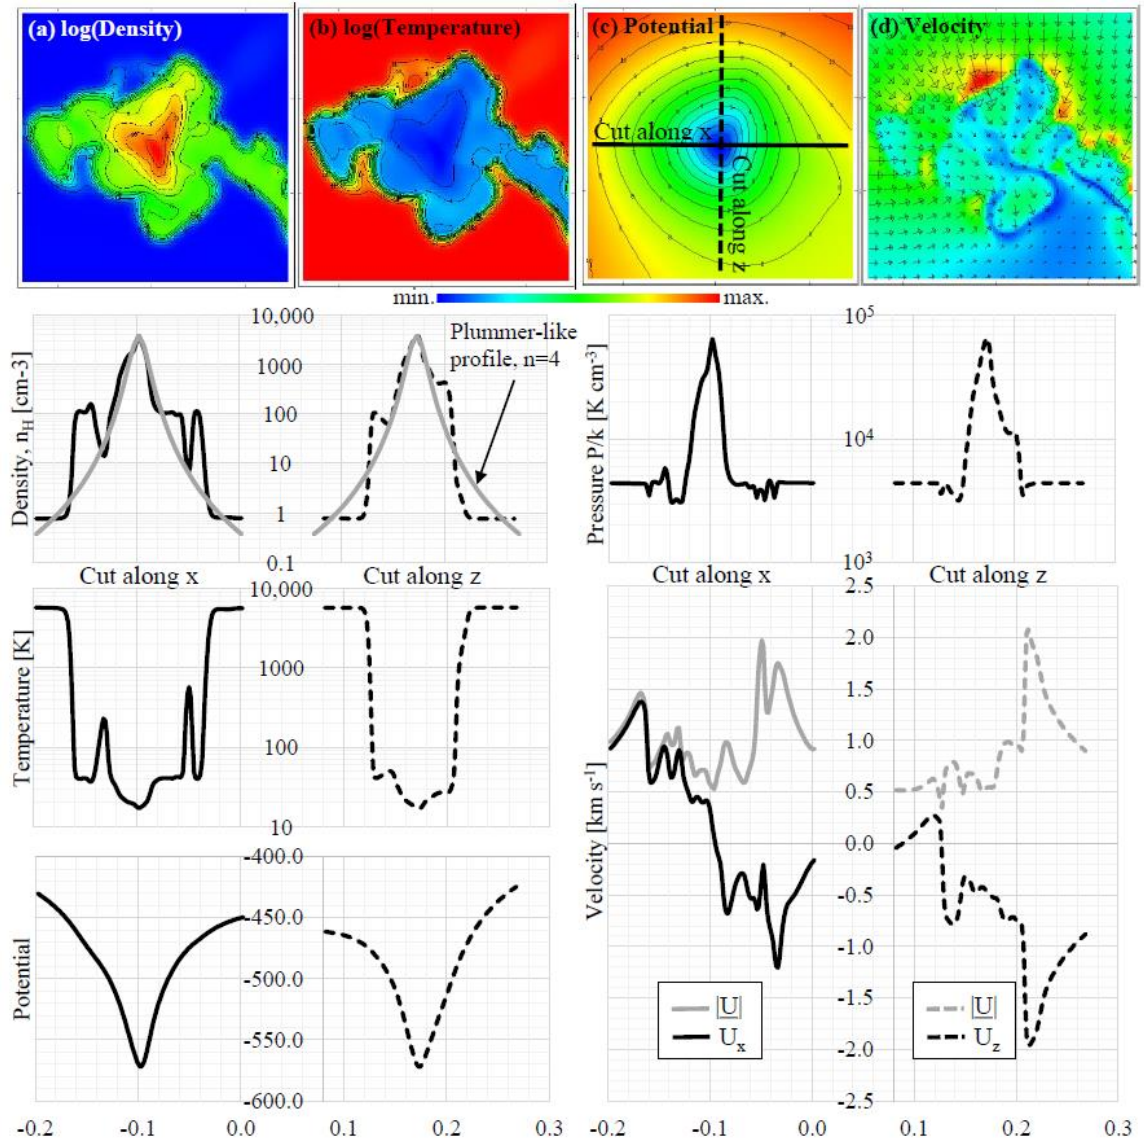 (a) log(Density)
(b) log(Temperature)
(c) Potential
(d) Velocity
Cut along x
Cut along z
min.
max.
Density, nH [cm-3]
10,000
1000
100
10
1
0.1
Plummer-like
profile, n=4
Pressure P/k [K cm-3]
10^5
10^4
10^3
Cut along x
Cut along z
Cut along x
Cut along z
Temperature [K]
10,000
1000
100
10
Potential
-400.0
-450.0
-500.0
-550.0
-600.0
Velocity [km s-1]
2.5
2.0
1.5
1.0
0.5
0.0
-0.5
-1.0
-1.5
-2.0
-2.5
|U|
Ux
|U|
Uz
-0.2
-0.1
0.0
0.1
0.2
0.3
-0.2
-0.1
0.0
0.1
0.2
0.3